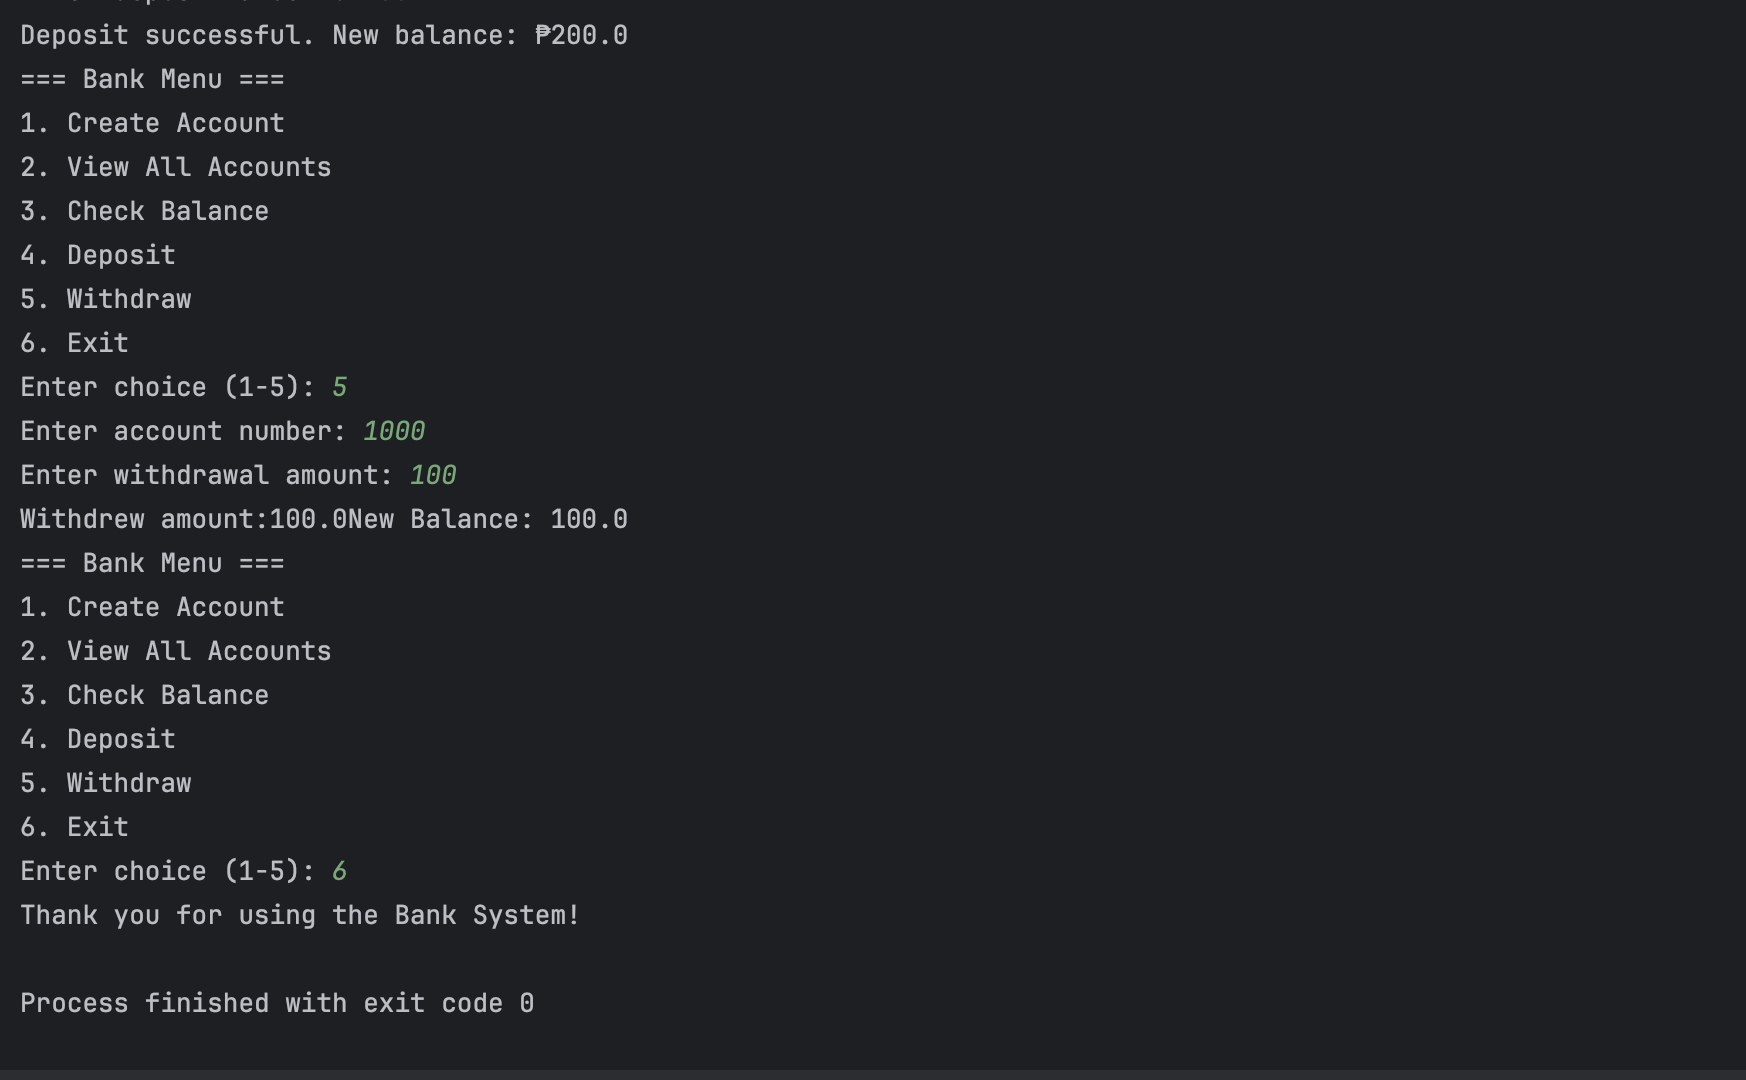 Deposit successful. New balance: ₱200.0
=== Bank Menu ===
1. Create Account
2. View All Accounts
3. Check Balance
4. Deposit
5. Withdraw
6. Exit
Enter choice (1-5): 5
Enter account number: 1000
Enter withdrawal amount: 100
Withdrew amount:100.0New Balance: 100.0
=== Bank Menu ===
1. Create Account
2. View All Accounts
3. Check Balance
4. Deposit
5. Withdraw
6. Exit
Enter choice (1-5): 6
Thank you for using the Bank System!
Process finished with exit code 0